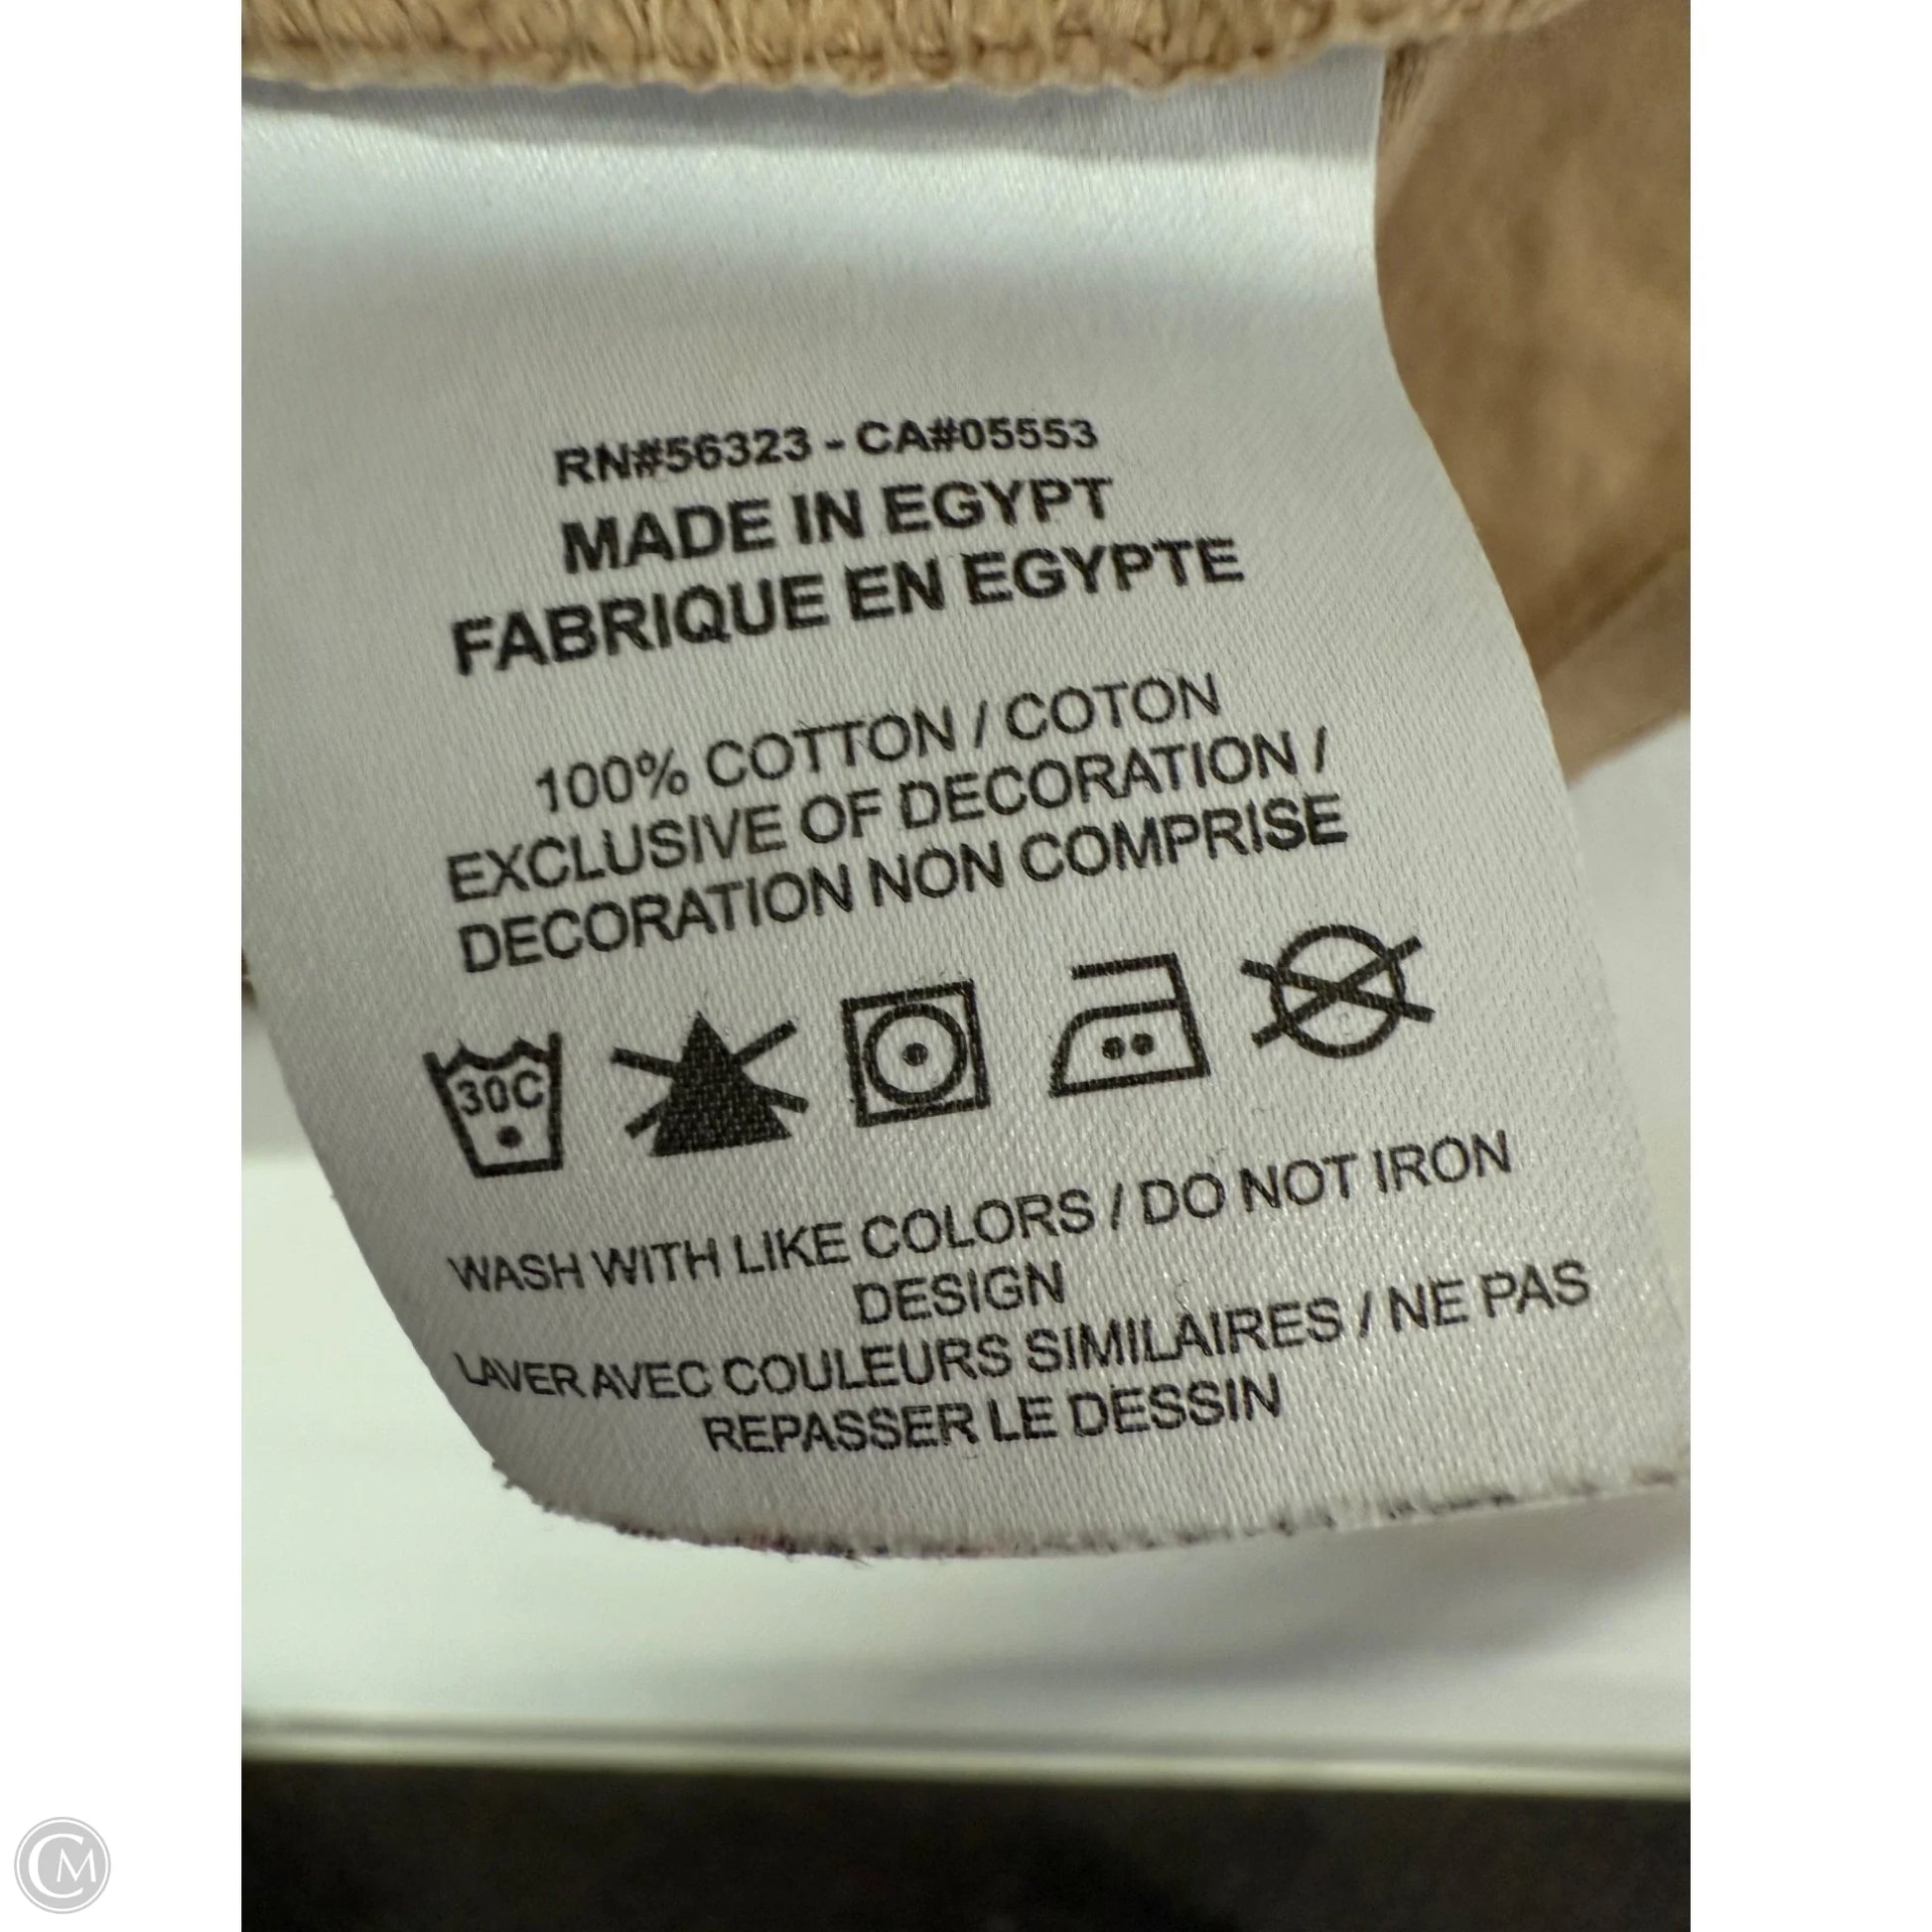 RN#56323 - CA#05553
MADE IN EGYPT
FABRIQUE EN EGYPTE
100% COTTON / COTON
EXCLUSIVE OF DECORATION /
DECORATION NON COMPRISE
30C
WASH WITH LIKE COLORS / DO NOT IRON
DESIGN
LAVER AVEC COULEURS SIMILAIRES / NE PAS
REPASSER LE DESSIN
CM